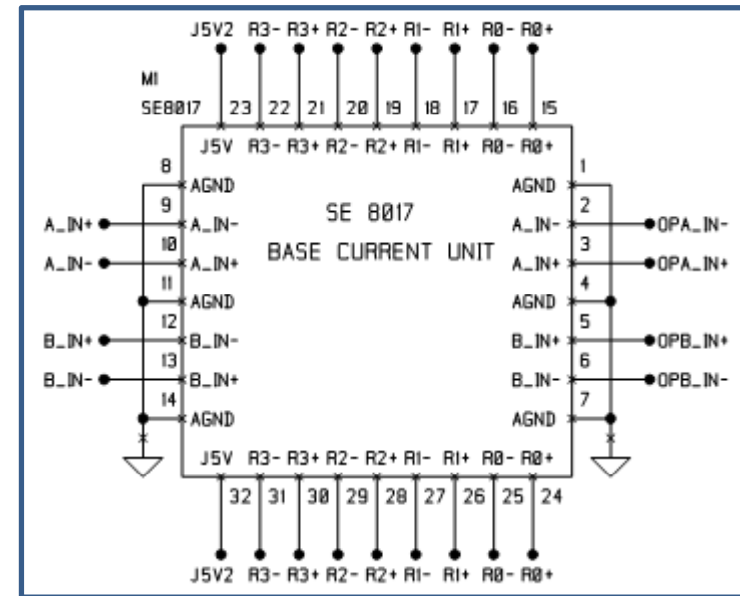 J5V2 R3- R3+ R2- R2+ R1- R1+ R0- R0+
M1
SE8017 23 22 21 20 19 18 17 16 15
J5V R3- R3+ R2- R2+ R1- R1+ R0- R0+
8 1
AGND AGND
9 2
A_IN+ A_IN- SE 8017 A_IN- OPA_IN-
10 3
A_IN- A_IN+ BASE CURRENT UNIT A_IN+ OPA_IN+
11 4
AGND AGND
12 5
B_IN+ B_IN- B_IN+ OPB_IN+
13 6
B_IN- B_IN+ B_IN- OPB_IN-
14 7
AGND AGND
J5V R3- R3+ R2- R2+ R1- R1+ R0- R0+
32 31 30 29 28 27 26 25 24
J5V2 R3- R3+ R2- R2+ R1- R1+ R0- R0+